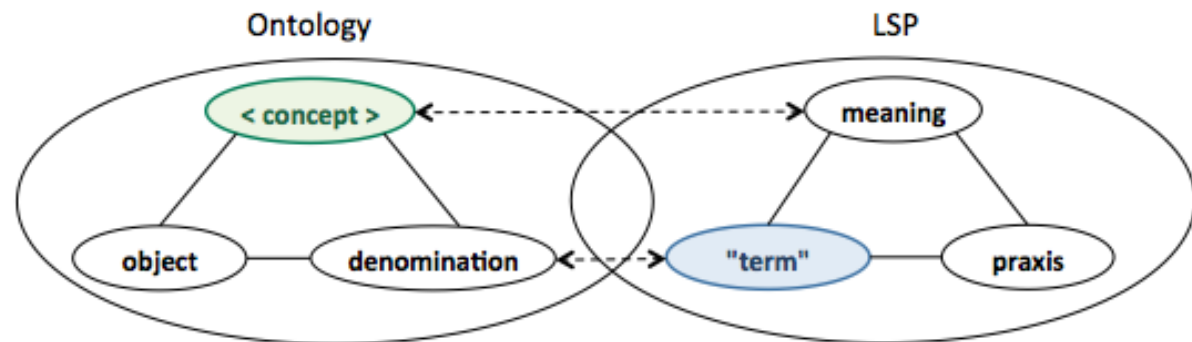 Ontology
LSP
< concept >
meaning
object
denomination
"term"
praxis